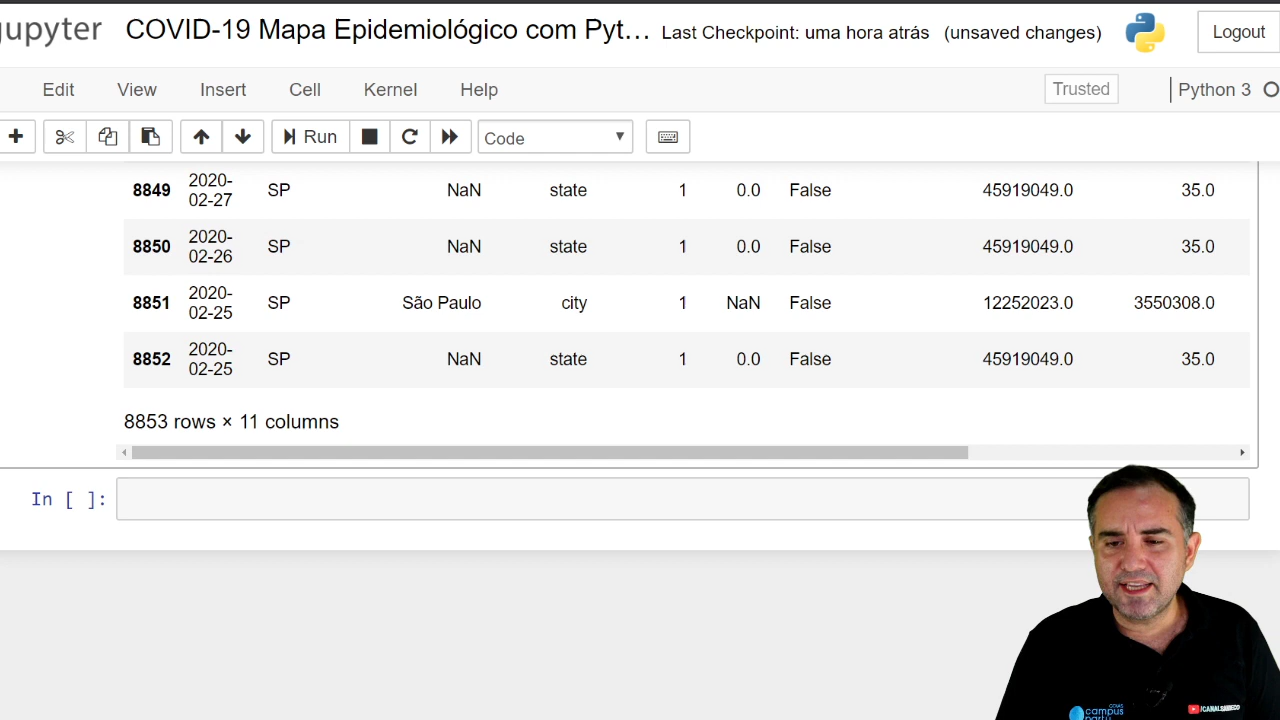 jupyter COVID-19 Mapa Epidemiológico com Pyt... Last Checkpoint: uma hora atrás (unsaved changes) Logout
Edit View Insert Cell Kernel Help Trusted Python 3
Run Code
8849 2020-02-27 SP NaN state 1 0.0 False 45919049.0 35.0
8850 2020-02-26 SP NaN state 1 0.0 False 45919049.0 35.0
8851 2020-02-25 SP São Paulo city 1 NaN False 12252023.0 3550308.0
8852 2020-02-25 SP NaN state 1 0.0 False 45919049.0 35.0
8853 rows × 11 columns
In [ ]:
campus
party